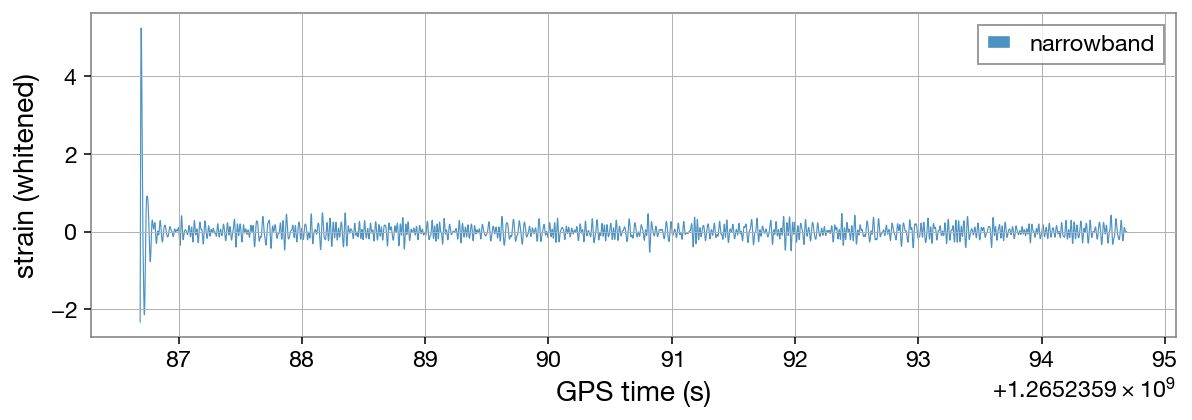 narrowband
4
2
0
−2
strain (whitened)
87 88 89 90 91 92 93 94 95
GPS time (s)
+1.2652359 × 10⁹